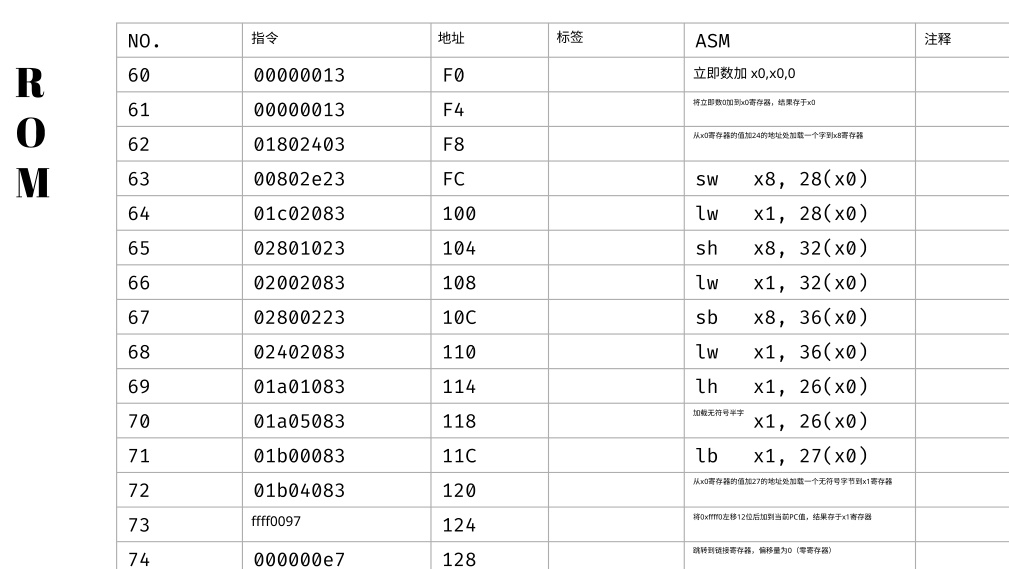 R
O
M
NO. 指令 地址 标签 ASM 注释
60 00000013 F0 立即数加 x0,x0,0
61 00000013 F4 将立即数0加到x0寄存器，结果存于x0
62 01802403 F8 从x0寄存器的值加24的地址处加载一个字到x8寄存器
63 00802e23 FC sw x8, 28(x0)
64 01c02083 100 lw x1, 28(x0)
65 02801023 104 sh x8, 32(x0)
66 02002083 108 lw x1, 32(x0)
67 02800223 10C sb x8, 36(x0)
68 02402083 110 lw x1, 36(x0)
69 01a01083 114 lh x1, 26(x0)
70 01a05083 118 加载无符号半字 x1, 26(x0)
71 01b00083 11C lb x1, 27(x0)
72 01b04083 120 从x0寄存器的值加27的地址处加载一个无符号字节到x1寄存器
73 ffff0097 124 将0xffff0左移12位后加到当前PC值，结果存于x1寄存器
74 000000e7 128 跳转到链接寄存器，偏移量为0（零寄存器）